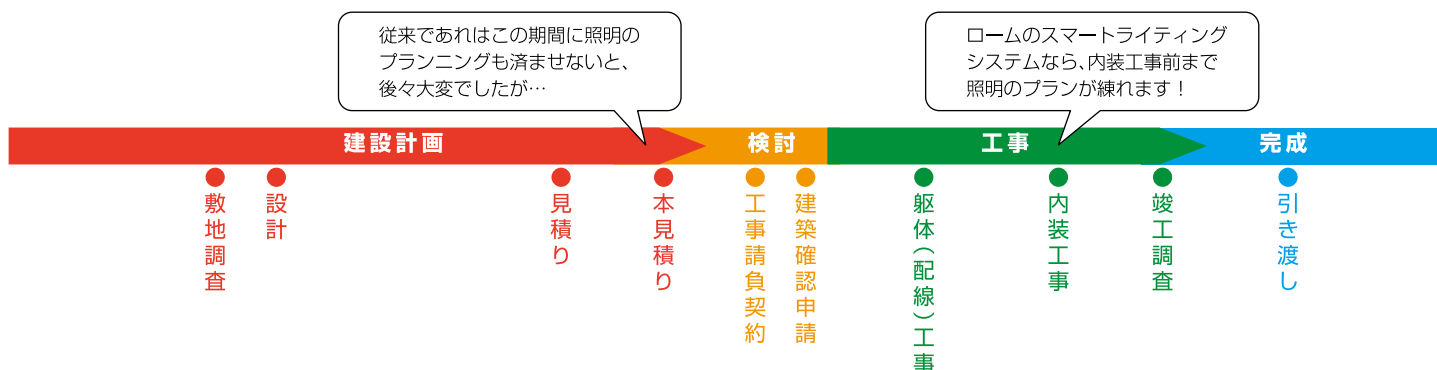 従来であれはこの期間に照明の
プランニングも済ませないと、
後々大変でしたが…
ロームのスマートライティング
システムなら、内装工事前まで
照明のプランが練れます！
建設計画
検討
工事
完成
敷地調査
設計
見積り
本見積り
工事請負契約
建築確認申請
躯体（配線）工事
内装工事
竣工調査
引き渡し